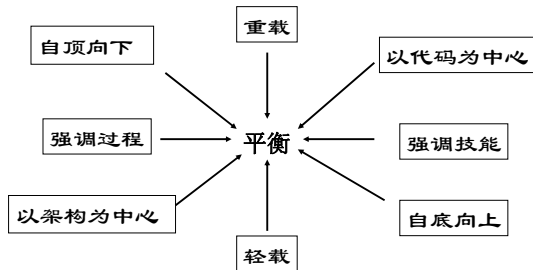 重载
自顶向下
以代码为中心
强调过程
平衡
强调技能
以架构为中心
自底向上
轻载